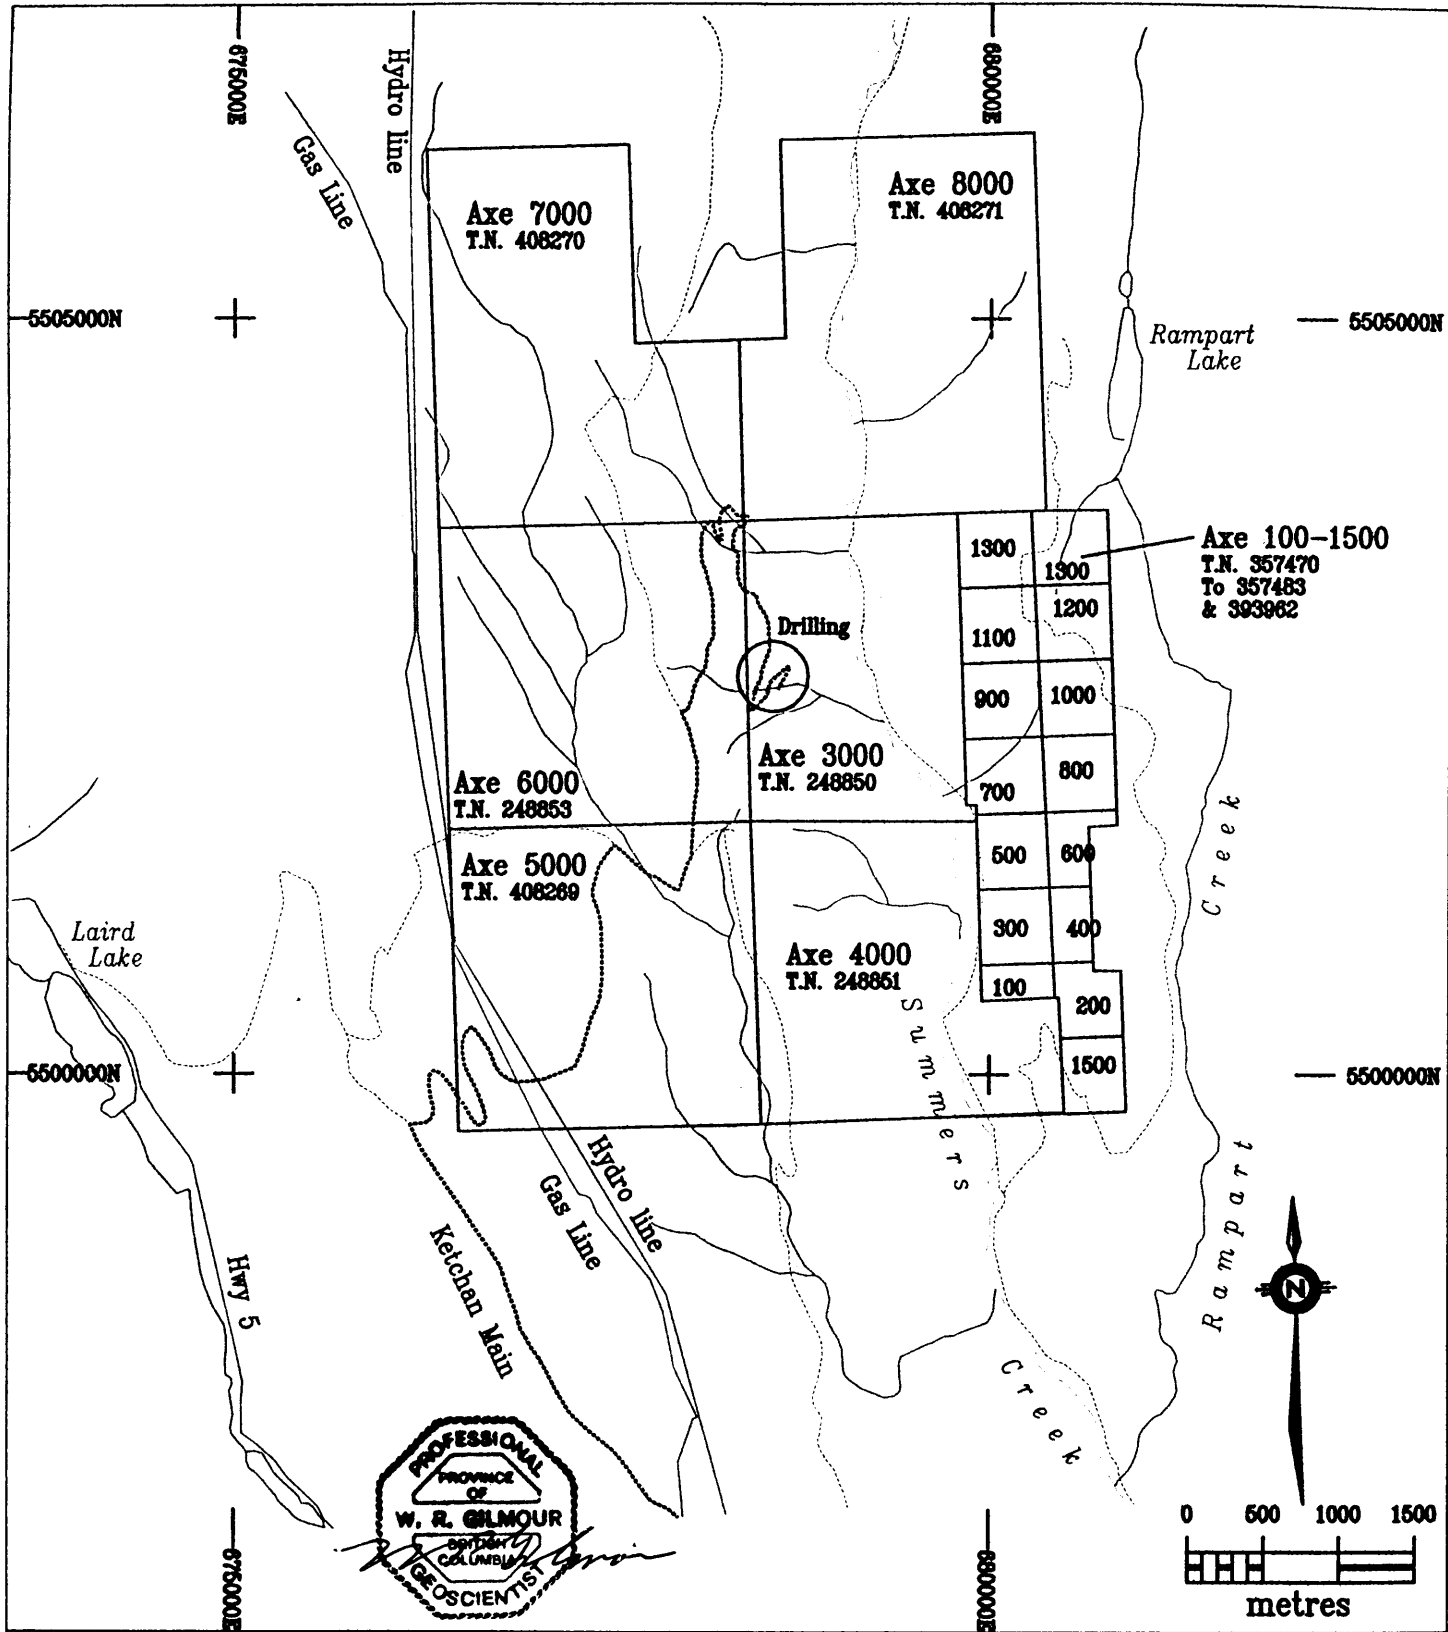 675000E
680000E
Hydro line
Gas Line
Axe 7000
T.N. 408270
Axe 8000
T.N. 408271
5505000N
5505000N
Rampart
Lake
1300
1300
Axe 100-1500
T.N. 357470
To 357483
& 393962
1200
1100
Drilling
900
1000
Axe 3000
T.N. 248850
800
700
Axe 6000
T.N. 248853
Axe 5000
T.N. 408269
500
600
Creek
Laird
Lake
300
400
Axe 4000
T.N. 248851
100
200
Summers
5500000N
1500
5500000N
Hydro line
Gas Line
Rampart
Ketchan Main
Hwy 5
N
Creek
PROFESSIONAL
PROVINCE
OF
W. R. GILMOUR
BRITISH
COLUMBIA
GEOSCIENTIST
0 500 1000 1500
metres
675000E
680000E